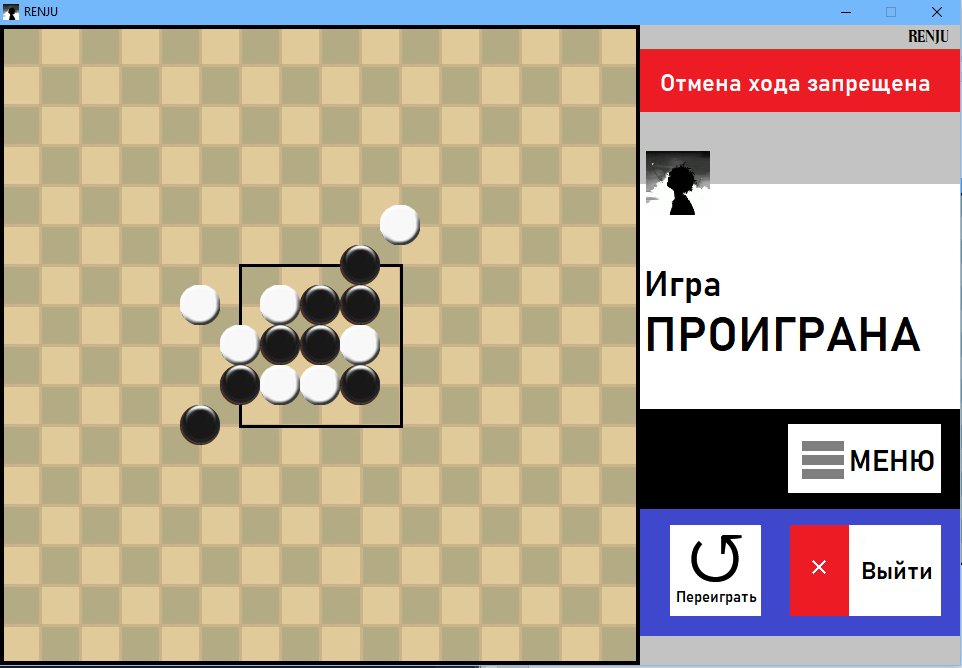 RENJU
RENJU
Отмена хода запрещена
Игра
ПРОИГРАНА
МЕНЮ
Переиграть
Выйти